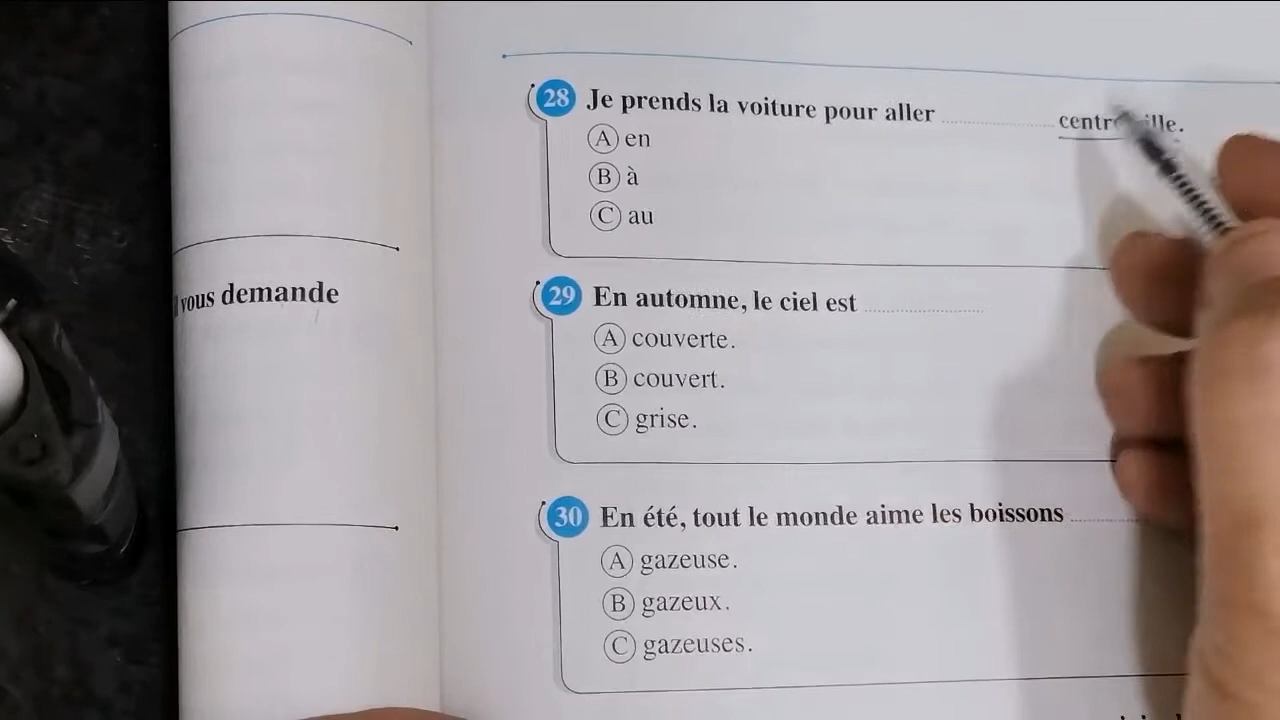 vous demande
28 Je prends la voiture pour aller ....................
A en
B à
C au
29 En automne, le ciel est ....................
A couverte.
B couvert.
C grise.
30 En été, tout le monde aime les boissons ....................
A gazeuse.
B gazeux.
C gazeuses.